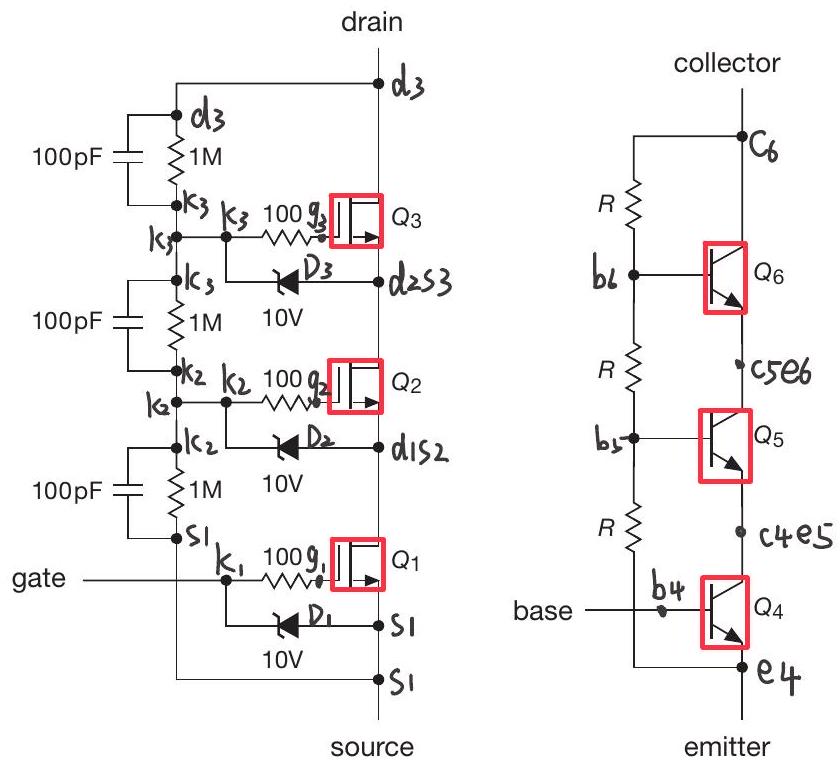 drain
d3
d3
100pF
1M
k3
k3
k3
100
g3
Q3
k3
D3
10V
d2s3
100pF
1M
k2
k2
k2
100
g2
Q2
k2
D2
10V
d1s2
100pF
1M
s1
gate
k1
100
g1
Q1
D1
10V
s1
s1
source
collector
C6
R
b6
Q6
c5e6
R
b5
Q5
c4e5
R
base
b4
Q4
e4
emitter